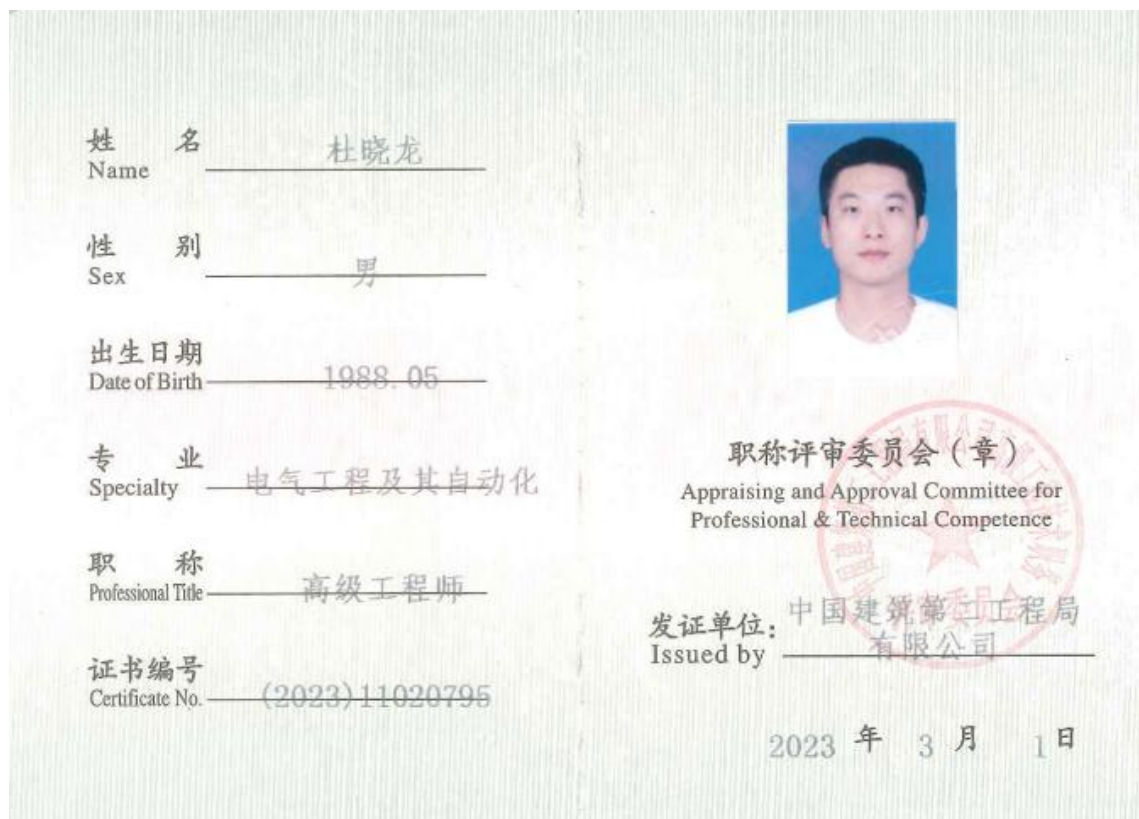 姓 名 杜晓龙
Name
性 别 男
Sex
出生日期
Date of Birth 1988.05
专 业
Specialty 电气工程及其自动化
职 称
Professional Title 高级工程师
证书编号
Certificate No. (2023)11020795
职称评审委员会（章）
Appraising and Approval Committee for
Professional & Technical Competence
发证单位：中国建筑第二工程局
Issued by 有限公司
2023 年 3 月 1 日